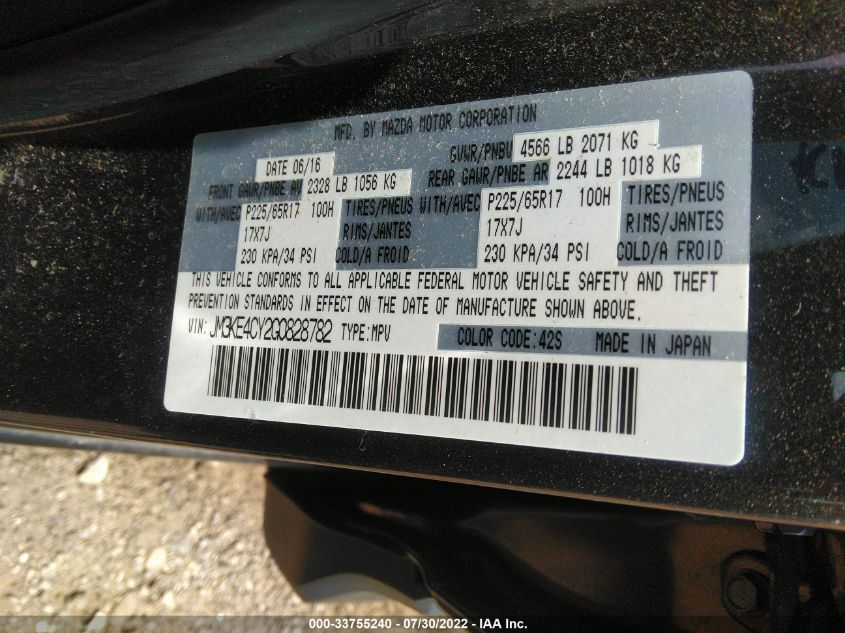 MFD. BY MAZDA MOTOR CORPORATION
DATE 06/16 GVWR/PNBV 4566 LB 2071 KG
FRONT GAWR/PNBE AV 2328 LB 1056 KG REAR GAWR/PNBE AR 2244 LB 1018 KG
WITH/AVEC P225/65R17 100H TIRES/PNEUS WITH/AVEC P225/65R17 100H TIRES/PNEUS
17X7J RIMS/JANTES 17X7J RIMS/JANTES
230 KPA/34 PSI COLD/A FROID 230 KPA/34 PSI COLD/A FROID
THIS VEHICLE CONFORMS TO ALL APPLICABLE FEDERAL MOTOR VEHICLE SAFETY AND THEFT
PREVENTION STANDARDS IN EFFECT ON THE DATE OF MANUFACTURE SHOWN ABOVE.
VIN: JM3KE4CY2G0828782 TYPE:MPV COLOR CODE:42S MADE IN JAPAN
000-33755240 - 07/30/2022 - IAA Inc.